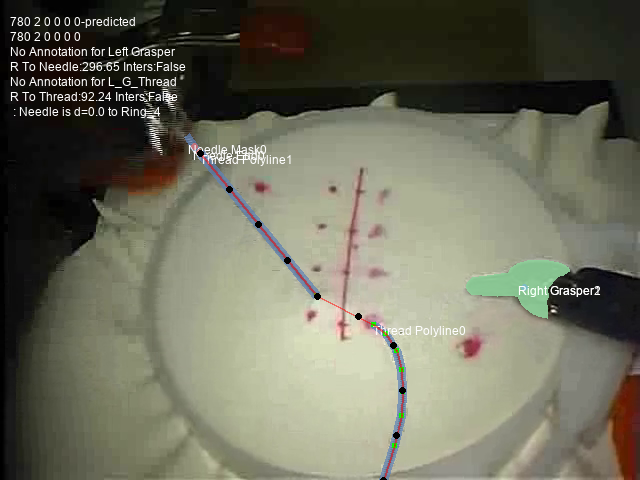 780 2 0 0 0 0-predicted
780 2 0 0 0 0
No Annotation for Left Grasper
R To Needle:296.65 Inters:False
No Annotation for L_G_Thread
R To Thread:92.24 Inters:False
: Needle is d=0.0 to Ring_4
Needle Mask0
Thread Polyline1
Right Grasper2
Thread Polyline0